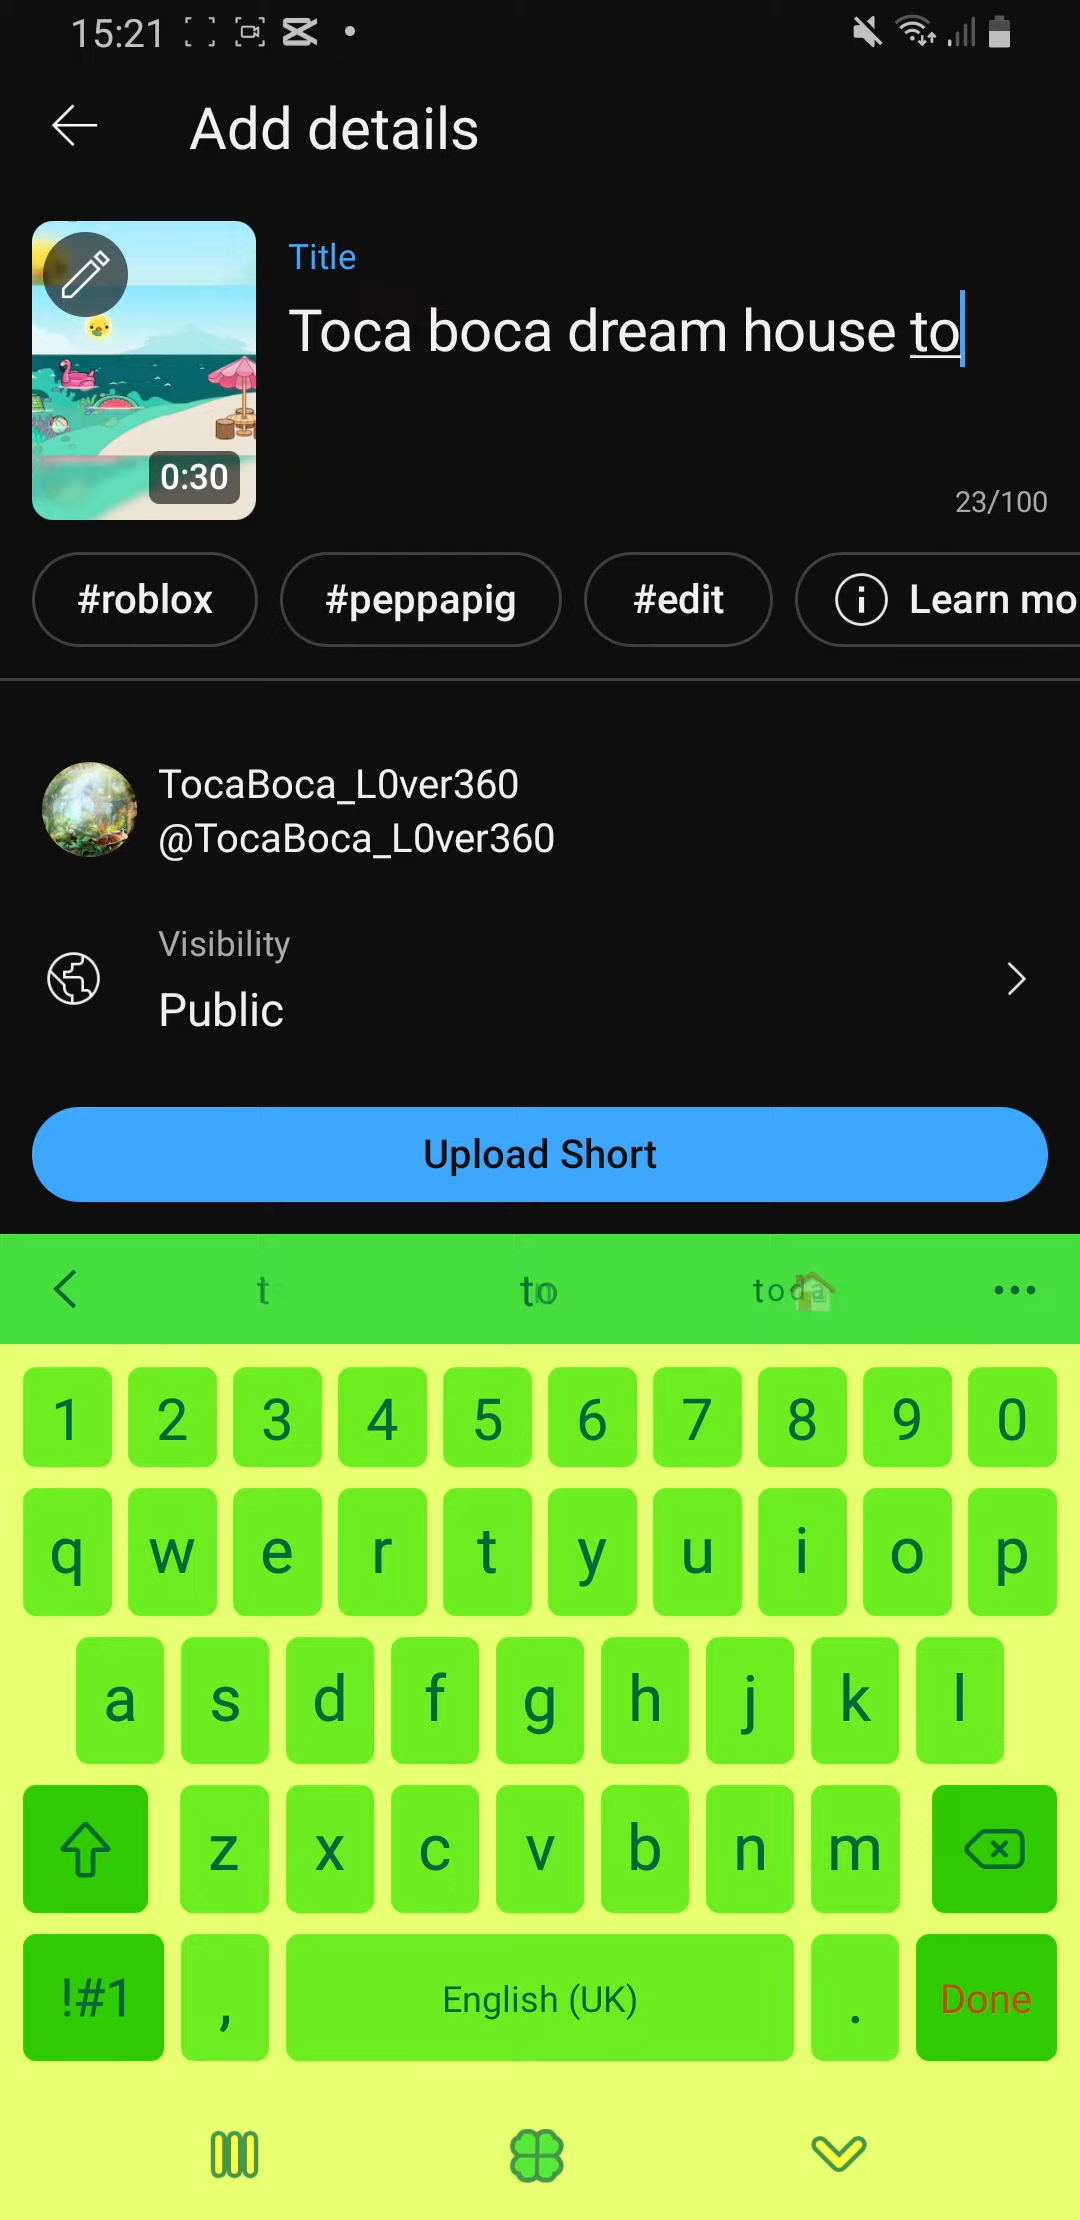 15:21
Add details
Title
Toca boca dream house to
0:30
23/100
#roblox #peppapig #edit Learn mo
TocaBoca_L0ver360
@TocaBoca_L0ver360
Visibility
Public
Upload Short
t to toda
1 2 3 4 5 6 7 8 9 0
q w e r t y u i o p
a s d f g h j k l
z x c v b n m
!#1 , English (UK) . Done